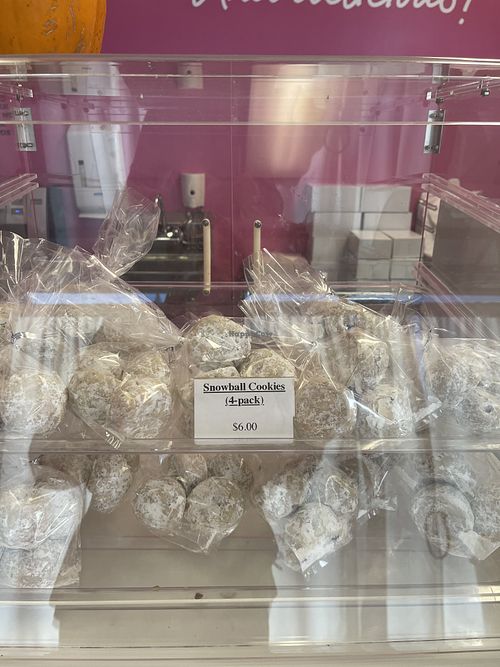 Snowball Cookies
(4-pack)
$6.00